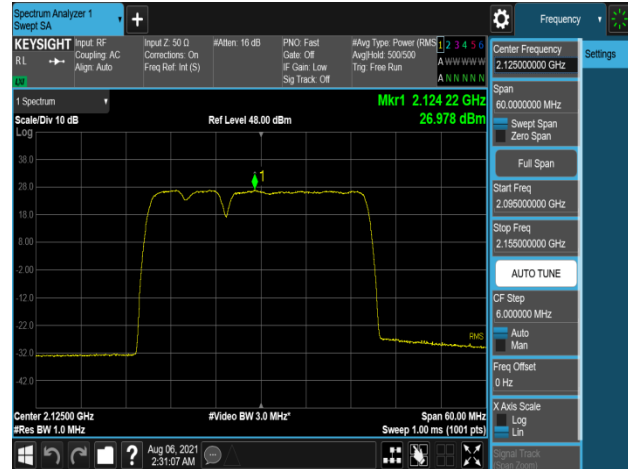 Spectrum Analyzer 1
Swept SA
Frequency
KEYSIGHT
RL
LV
Input: RF
Coupling: AC
Align: Auto
Input Z: 50 Ω
Corrections: On
Freq Ref: Int (S)
#Atten: 16 dB
PNO: Fast
Gate: Off
IF Gain: Low
Sig Track: Off
#Avg Type: Power (RMS
Avg|Hold: 500/500
Trig: Free Run
1 2 3 4 5 6
A W W W W W
A N N N N N
1 Spectrum
Scale/Div 10 dB
Ref Level 48.00 dBm
Mkr1 2.124 22 GHz
26.978 dBm
Log
38.0
28.0
18.0
8.00
-2.00
-12.0
-22.0
-32.0
-42.0
1
RMS
Center 2.12500 GHz
#Res BW 1.0 MHz
#Video BW 3.0 MHz*
Span 60.00 MHz
Sweep 1.00 ms (1001 pts)
Center Frequency
2.125000000 GHz
Span
60.0000000 MHz
Swept Span
Zero Span
Full Span
Start Freq
2.095000000 GHz
Stop Freq
2.155000000 GHz
AUTO TUNE
CF Step
6.000000 MHz
Auto
Man
Freq Offset
0 Hz
X Axis Scale
Log
Lin
Signal Track
(Span Zoom)
Settings
?
Aug 06, 2021
2:31:07 AM